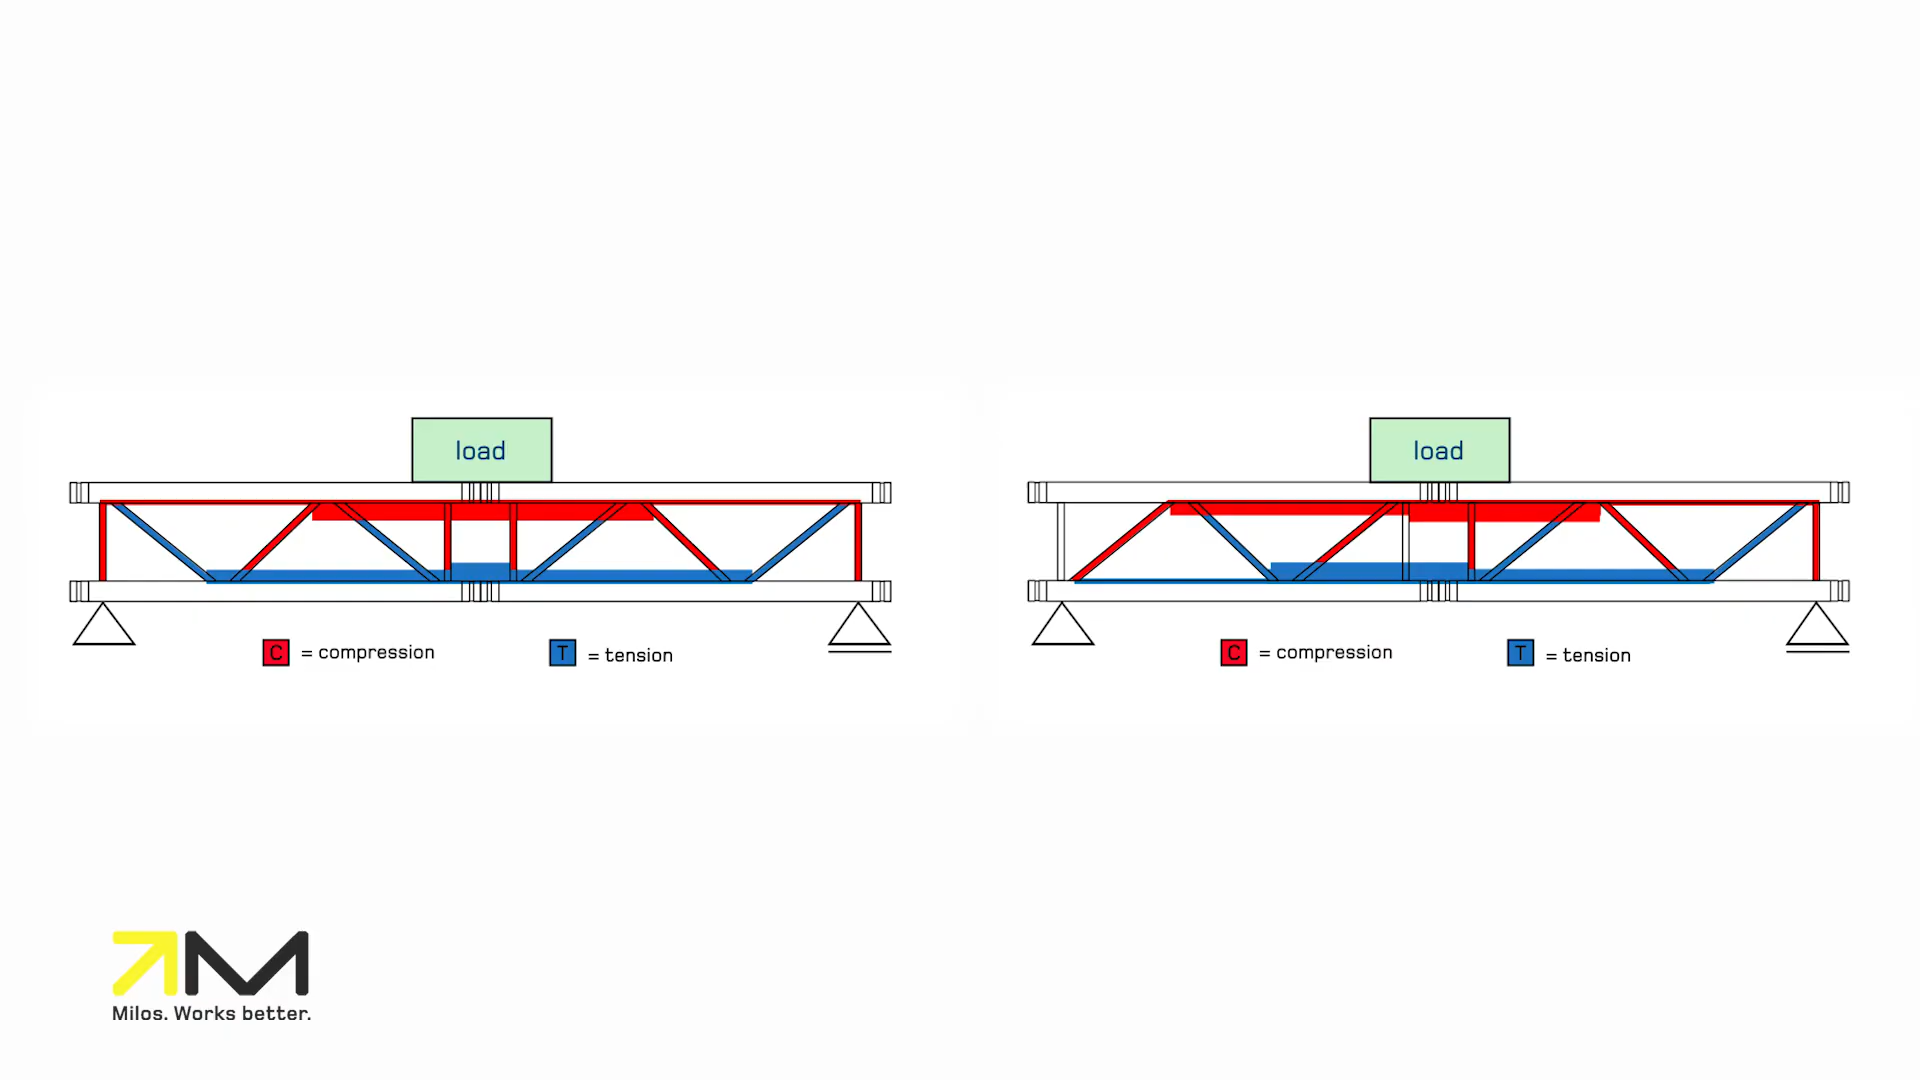 load
C = compression
T = tension
load
C = compression
T = tension
Milos. Works better.